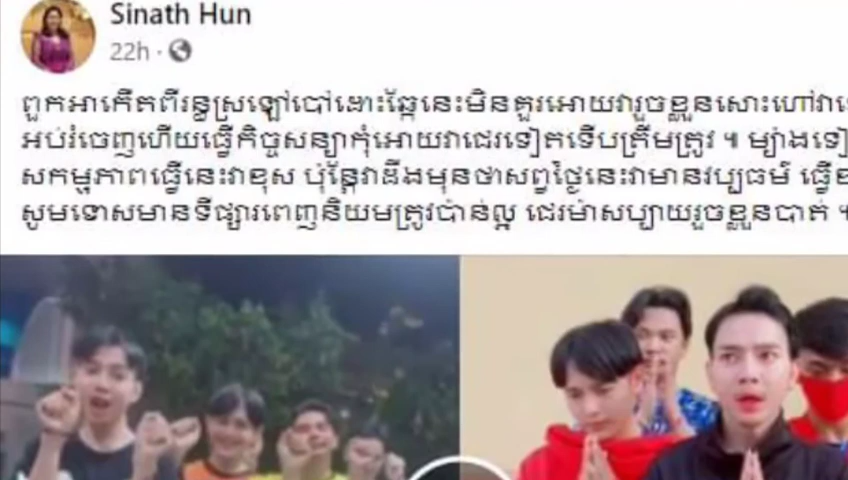 Sinath Hun
22h ·
ពួកអាកើតពីរន្ធស្រឡៅបៅដោះឆ្កែនេះមិនគួរអោយវារួចខ្លួនសោះហៅវា
អប់រំចេញហើយធ្វើកិច្ចសន្យាកុំអោយវាជេរទៀតទើបត្រឹមត្រូវ ៕ ម្យ៉ាងទៀ
សកម្មភាពធ្វើនេះវាខុស ប៉ុន្តែវាដឹងមុនថាសព្វថ្ងៃនេះវាមានវប្បធម៍ ធ្វើ
សូមទោសមានទីផ្សារពេញនិយមត្រូវប៉ាន់ល្អ ជេរម៉ាសប្បាយរួចខ្លួនបាត់ ៕